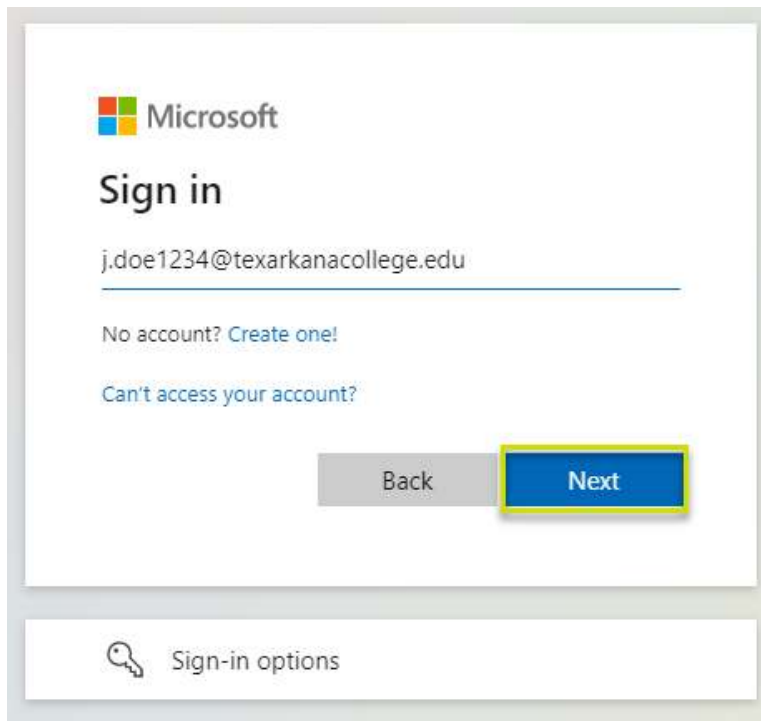 Microsoft
Sign in
j.doe1234@texarkanacollege.edu
No account? Create one!
Can't access your account?
Back Next
Sign-in options